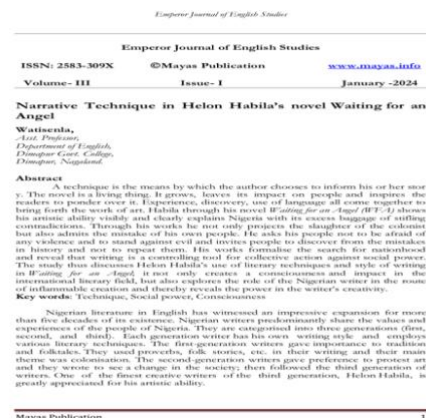 Emperor Journal of English Studies
Emperor Journal of English Studies
ISSN: 2583-309X ©Mayas Publication www.mayas.info
Volume- III Issue- I January -2024
Narrative Technique in Helon Habila's novel Waiting for an
Angel
Watisenla,
Asst. Professor,
Department of English,
Dimapur Govt. College,
Dimapur, Nagaland.
Abstract
A technique is the means by which the author chooses to inform his or her stor
y. The novel is a living thing. It grows, leaves its impact on people and inspires the
readers to ponder over it. Experience, discovery, use of language all come together to
bring forth the work of art. Habila through his novel Waiting for an Angel (WFA) shows
his artistic ability visibly and clearly explains Nigeria with its excess baggage of stifling
contradictions. Through his works he not only projects the slaughter of the colonist
but also admits the mistake of his own people. He asks his people not to be afraid of
any violence and to stand against evil and invites people to discover from the mistakes
in history and not to repeat them. His works formalise the search for nationhood
and reveal that writing is a controlling tool for collective action against social power.
The study thus discusses Helon Habila's use of literary techniques and style of writing
in Waiting for an Angel; it not only creates a consciousness and impact in the
international literary field, but also explores the role of the Nigerian writer in the route
of inflammable creation and thereby reveals the power in the writer's creativity.
Key words: Technique, Social power, Consciousness
Nigerian literature in English has witnessed an impressive expansion for more
than five decades of its existence. Nigerian writers predominantly share the values and
experiences of the people of Nigeria. They are categorised into three generations (first,
second, and third). Each generation writer has his own writing style and employs
various literary techniques. The first-generation writers gave importance to tradition
and folktales. They used proverbs, folk stories, etc. in their writing and their main
theme was colonisation. The second-generation writers gave preference to protest art
and they wrote to see a change in the society; then followed the third generation of
writers. One of the finest creative writers of the third generation, Helon Habila, is
greatly appreciated for his artistic ability.
Mayas Publication 1